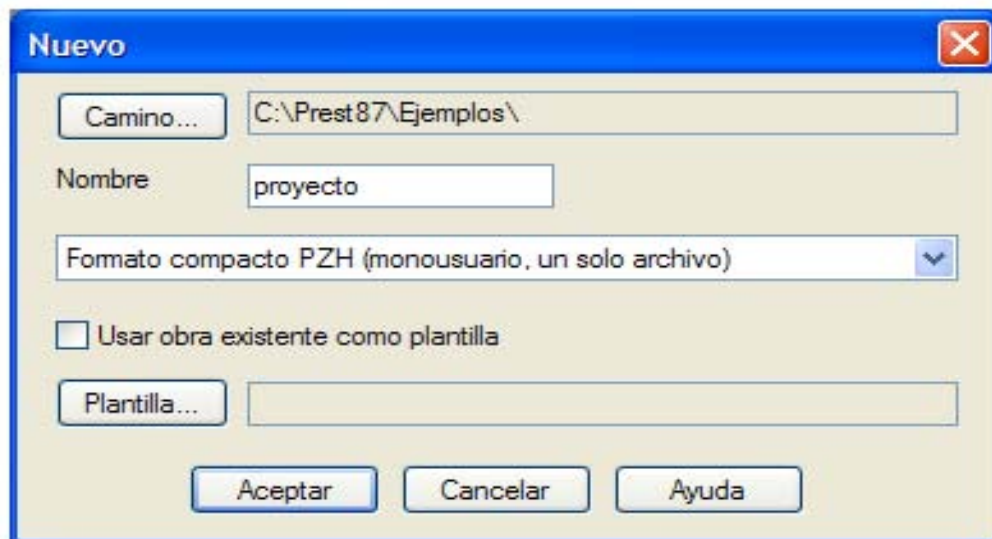 Nuevo
Camino... C:\Prest87\Ejemplos\
Nombre proyecto
Formato compacto PZH (monousuario, un solo archivo)
Usar obra existente como plantilla
Plantilla...
Aceptar Cancelar Ayuda